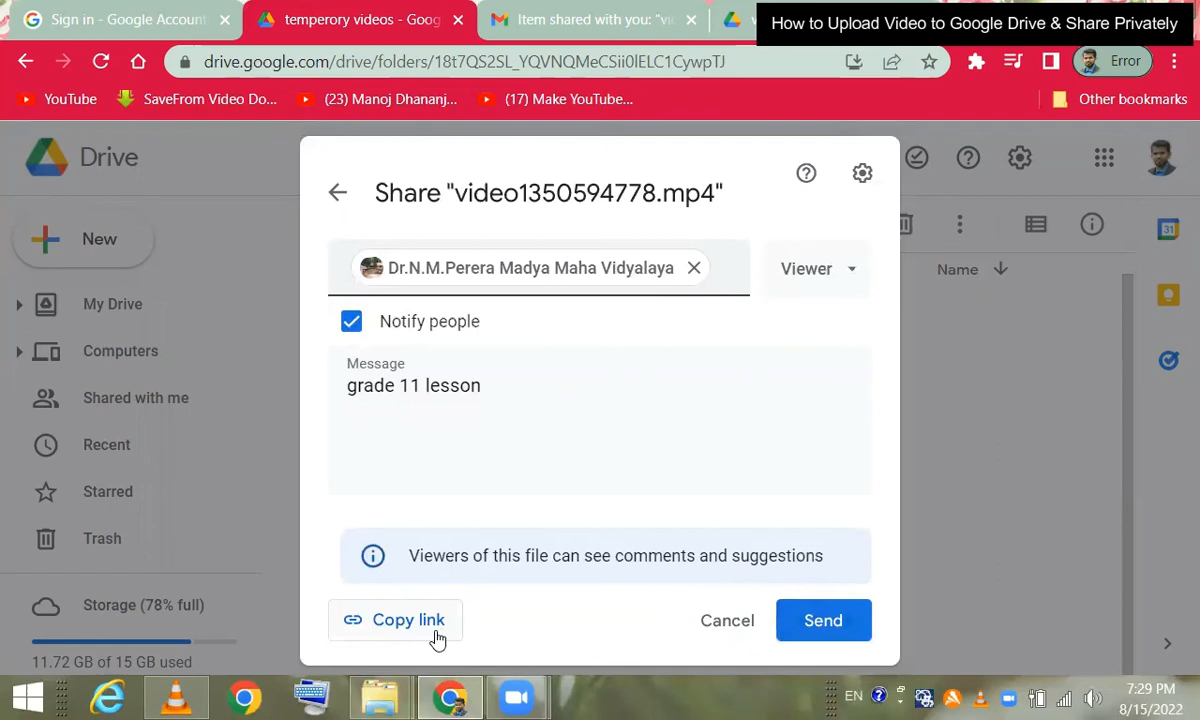 Sign in - Google Account
temperory videos - Goog
Item shared with you: "vi
How to Upload Video to Google Drive & Share Privately
drive.google.com/drive/folders/18t7QS2SL_YQVNQMeCSii0lELC1CywpTJ
Error
YouTube
SaveFrom Video Do...
(23) Manoj Dhananj...
(17) Make YouTube...
Other bookmarks
Drive
Share "video1350594778.mp4"
New
Dr.N.M.Perera Madya Maha Vidyalaya
Viewer
Name
31
My Drive
Notify people
Computers
Message
grade 11 lesson
Shared with me
Recent
Starred
Trash
Viewers of this file can see comments and suggestions
Storage (78% full)
Copy link
Cancel
Send
11.72 GB of 15 GB used
EN
7:29 PM
8/15/2022